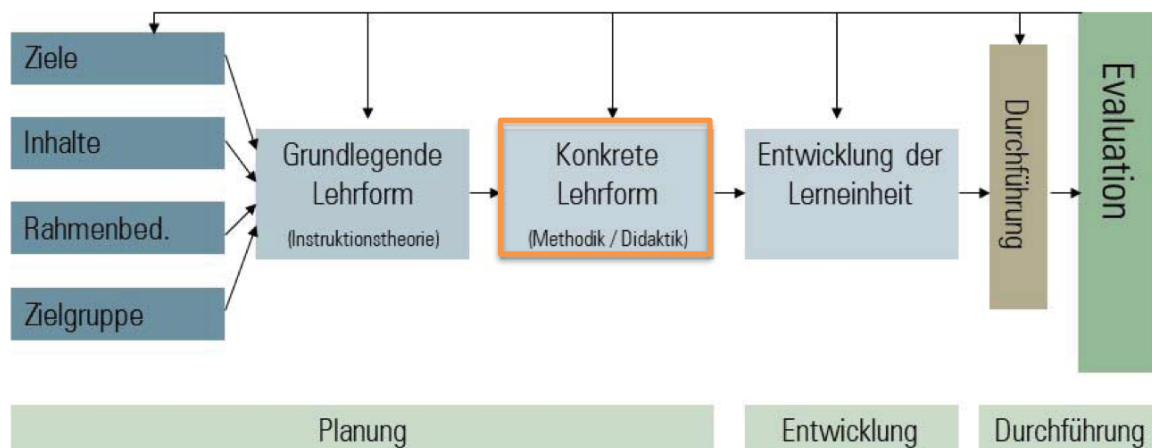 Ziele
Inhalte
Rahmenbed.
Zielgruppe
Grundlegende
Lehrform
(Instruktionstheorie)
Konkrete
Lehrform
(Methodik / Didaktik)
Entwicklung der
Lerneinheit
Durchführung
Evaluation
Planung
Entwicklung
Durchführung